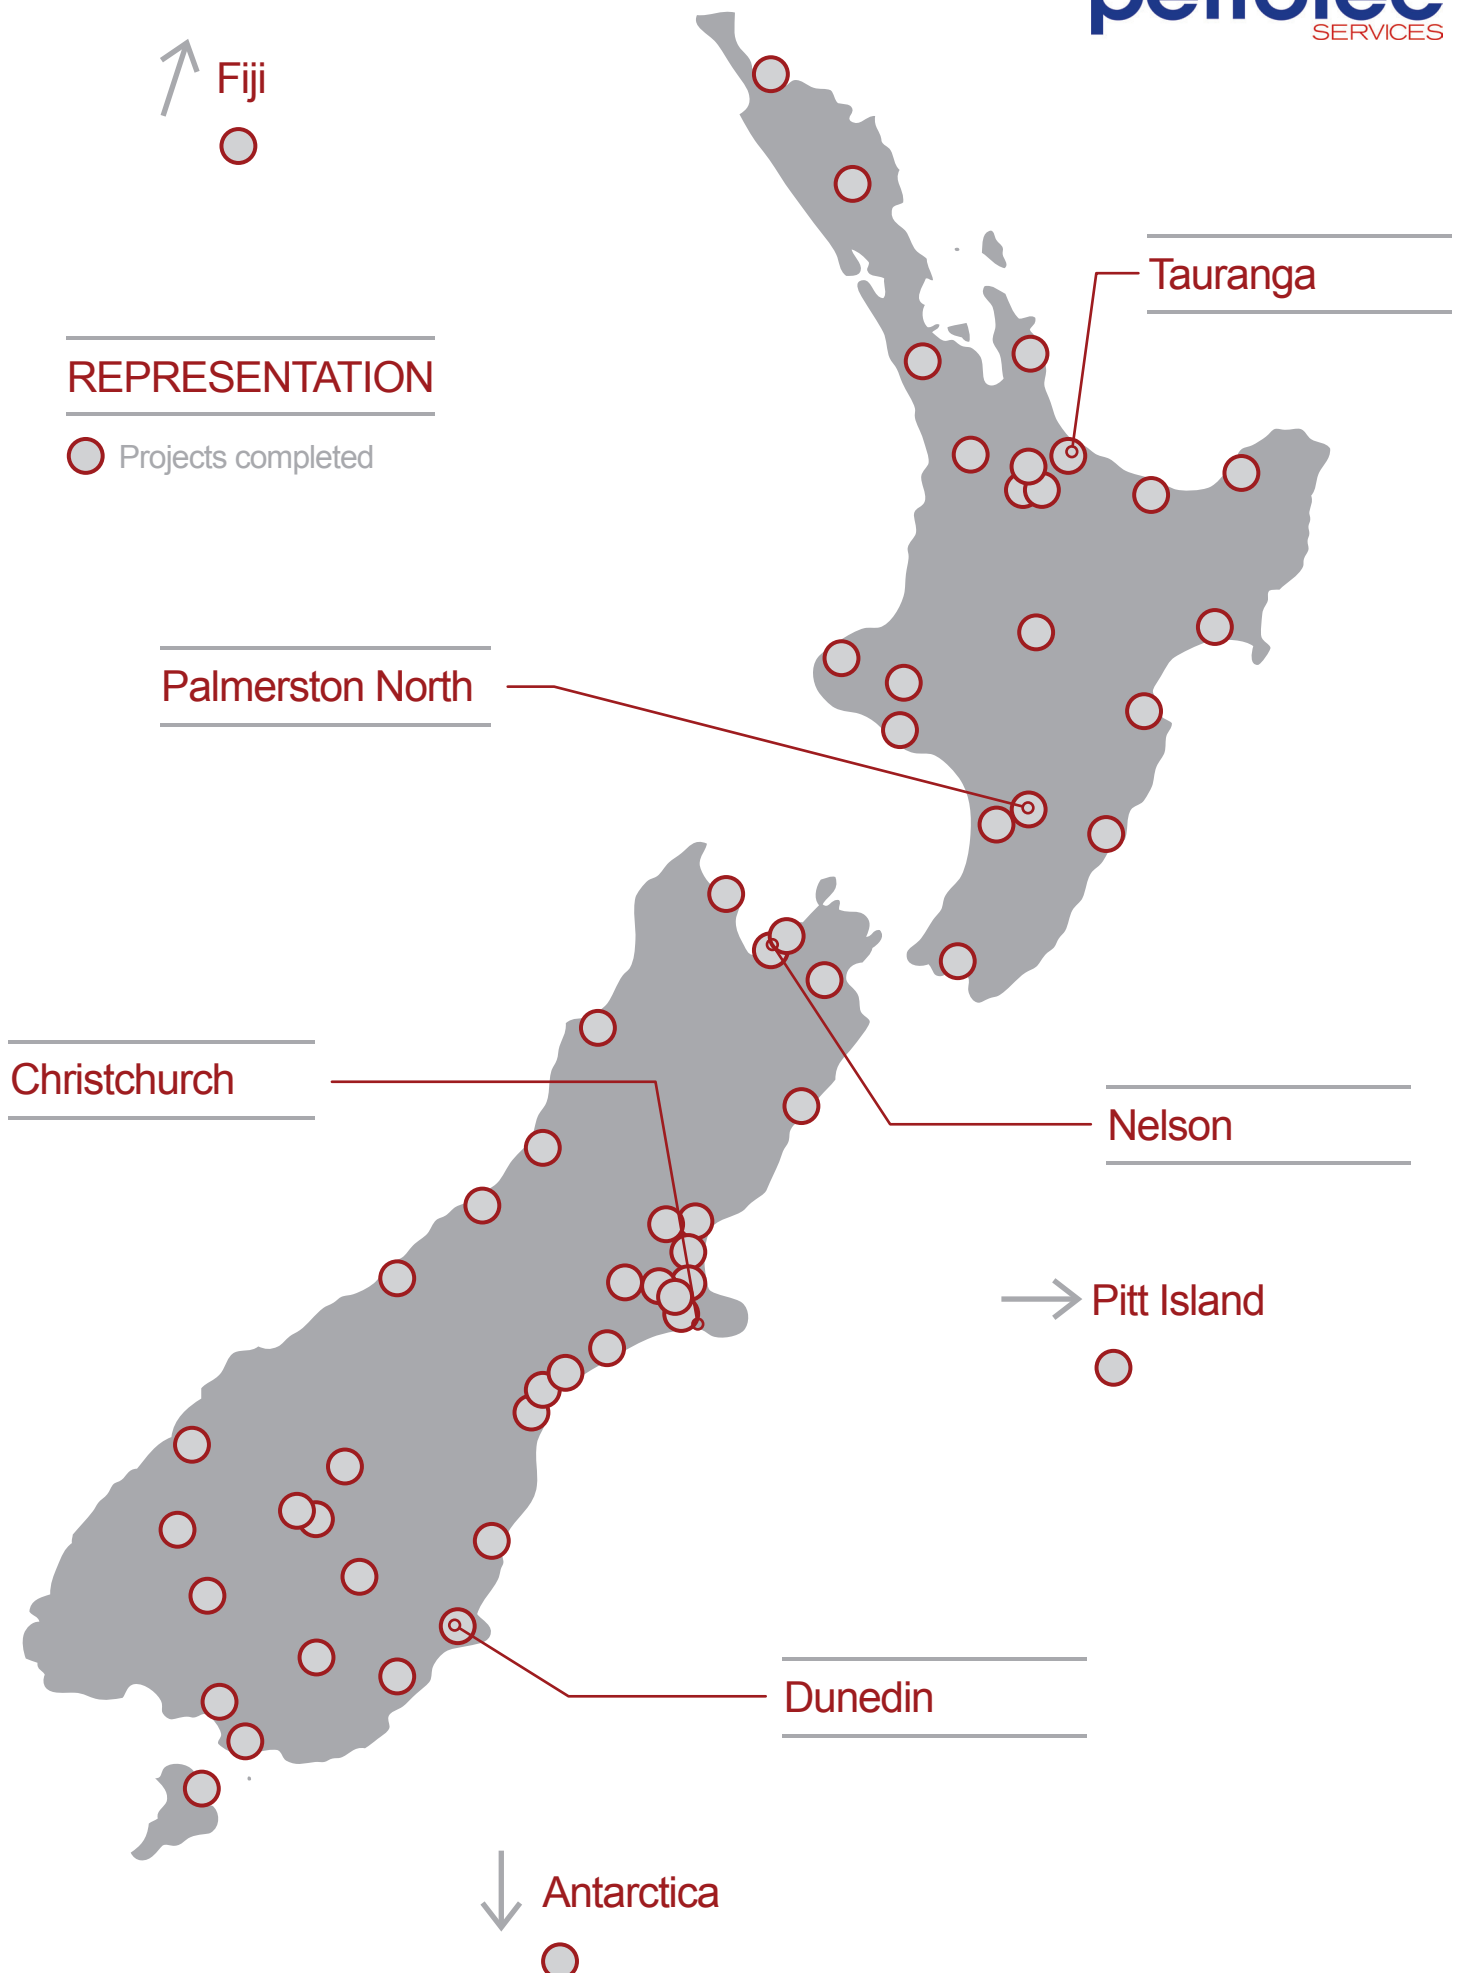 SERVICES
Fiji
Tauranga
REPRESENTATION
Projects completed
Palmerston North
Christchurch
Nelson
Pitt Island
Dunedin
Antarctica